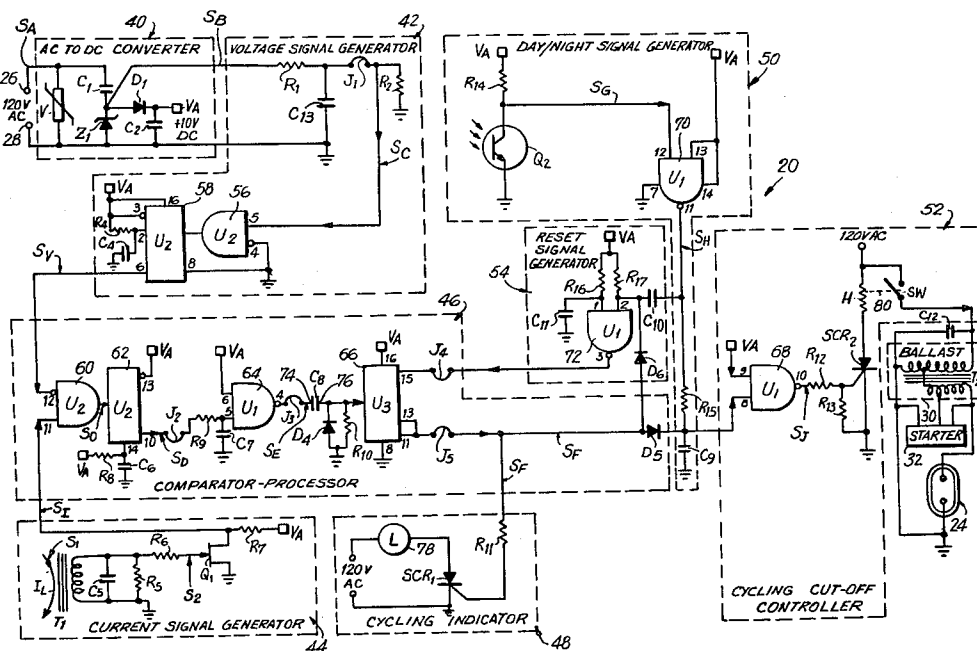 SA
40
SB
42
AC TO DC CONVERTER
VOLTAGE SIGNAL GENERATOR
26
120V
AC
28
V
C1
D1
Z1
C2
VA
+10V
DC
R1
C13
J1
R2
SC
VA
R4
C4
3
2
6
16
58
U2
8
56
U2
5
4
SV
DAY/NIGHT SIGNAL GENERATOR
50
VA
R14
SG
VA
Q2
12
70
13
U1
7
14
11
20
SH
RESET
SIGNAL
GENERATOR
54
VA
R16
R17
1
2
C11
U1
72
3
C10
D6
R15
52
120VAC
H
80
SW
C12
SCR2
BALLAST
30
STARTER
32
24
VA
9
8
68
U1
10
R12
R13
SJ
CYCLING CUT-OFF
CONTROLLER
46
60
12
U2
11
SO
62
VA
U2
13
14
10
VA
R8
C6
J2
SD
R9
C7
VA
6
5
64
U1
4
J3
74
C8
76
SE
D4
R10
66
VA
16
15
U3
13
11
8
J4
J5
SF
SF
D5
C9
COMPARATOR-PROCESSOR
SI
S1
IL
T1
C5
R5
R6
S2
Q1
R7
VA
CURRENT SIGNAL GENERATOR
44
SF
R11
L
78
120V
AC
SCR1
CYCLING INDICATOR
48